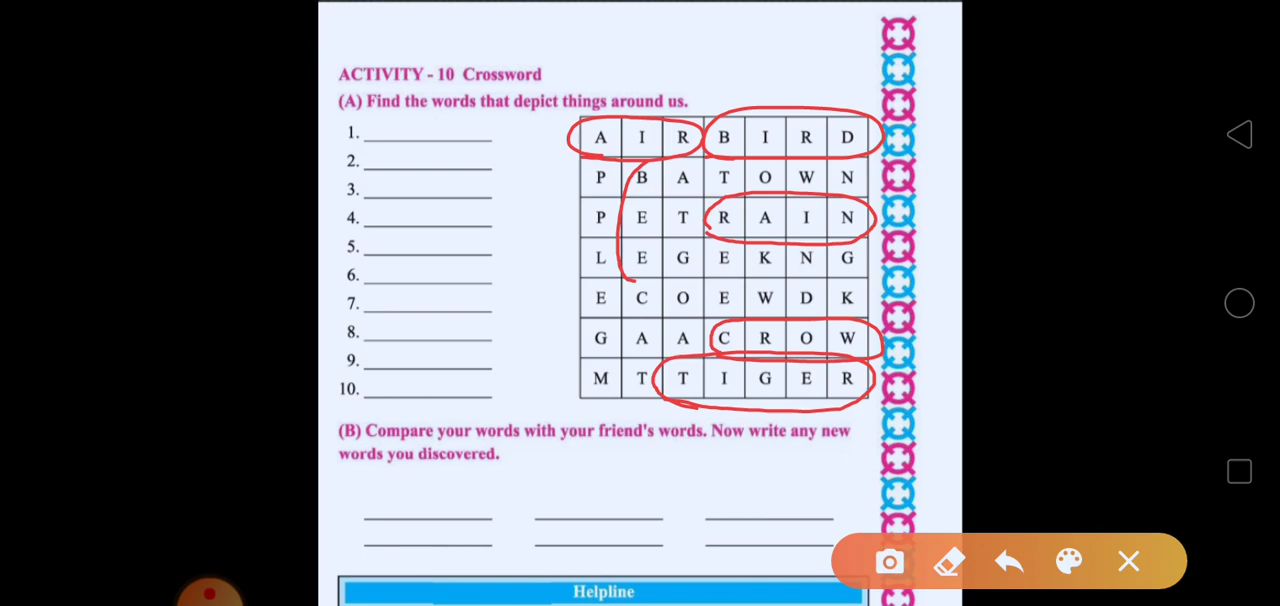 ACTIVITY - 10 Crossword
(A) Find the words that depict things around us.
1.
2.
3.
4.
5.
6.
7.
8.
9.
10.
A I R B I R D
P B A T O W N
P E T R A I N
L E G E K N G
E C O E W D K
G A A C R O W
M T T I G E R
(B) Compare your words with your friend's words. Now write any new
words you discovered.
Helpline